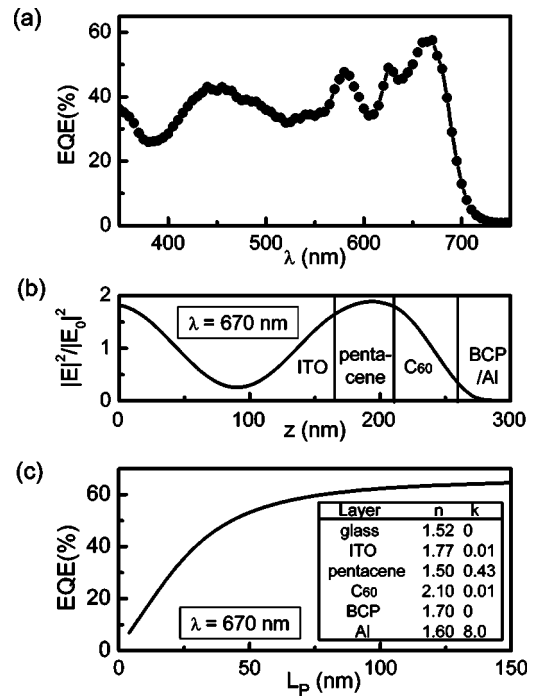 (a)
60
40
20
0
EQE(%)
400 500 600 700
λ (nm)
(b)
2
1
0
|E|²/|E₀|²
λ = 670 nm
ITO
penta-
cene
C60
BCP
/Al
0 100 200 300
z (nm)
(c)
60
40
20
0
EQE(%)
λ = 670 nm
Layer n k
glass 1.52 0
ITO 1.77 0.01
pentacene 1.50 0.43
C60 2.10 0.01
BCP 1.70 0
Al 1.60 8.0
0 50 100 150
L_P (nm)